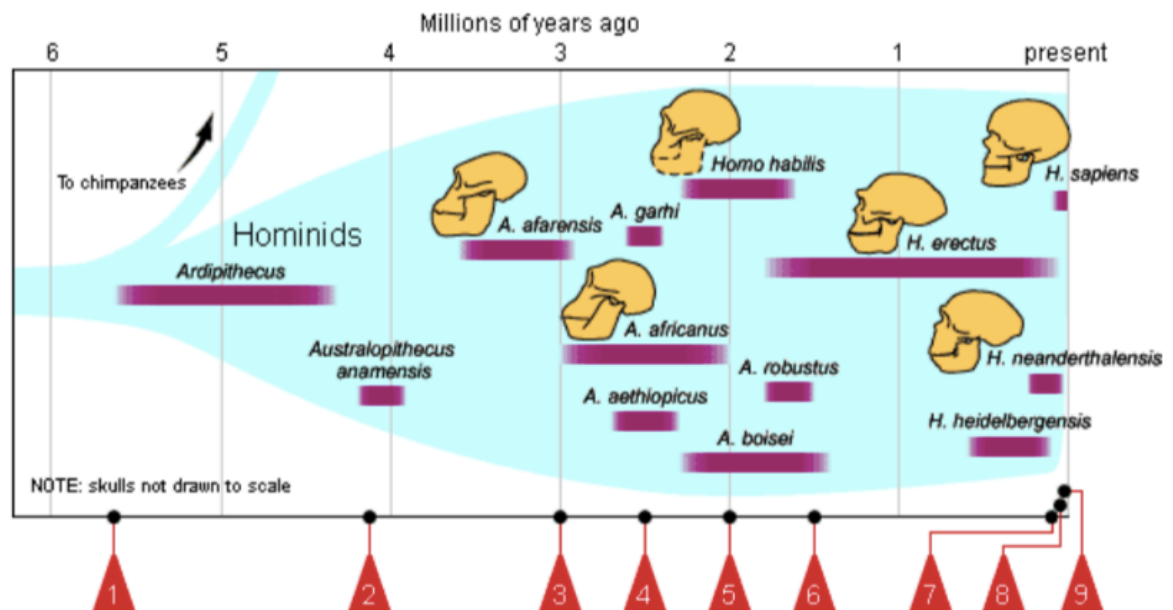 Millions of years ago
6 5 4 3 2 1 present
To chimpanzees
Hominids
Ardipithecus
Australopithecus
anamensis
A. afarensis
A. garhi
Homo habilis
H. sapiens
H. erectus
A. africanus
A. aethiopicus
A. robustus
A. boisei
H. neanderthalensis
H. heidelbergensis
NOTE: skulls not drawn to scale
1 2 3 4 5 6 7 8 9